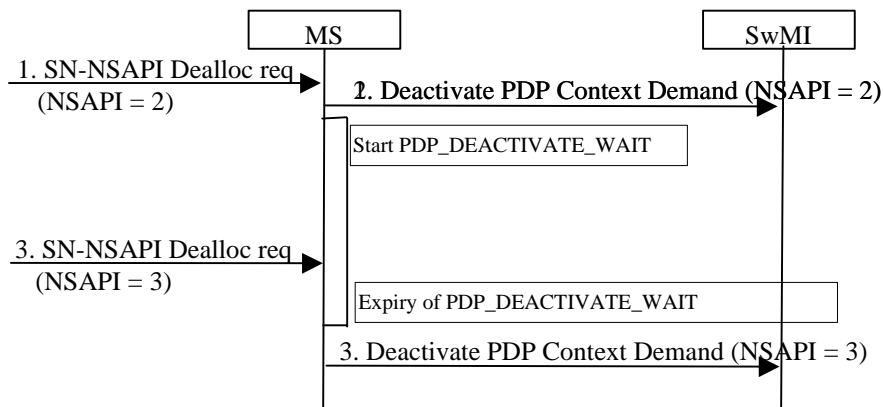 MS
SwMI
1. SN-NSAPI Dealloc req
(NSAPI = 2)
2. Deactivate PDP Context Demand (NSAPI = 2)
Start PDP_DEACTIVATE_WAIT
3. SN-NSAPI Dealloc req
(NSAPI = 3)
Expiry of PDP_DEACTIVATE_WAIT
3. Deactivate PDP Context Demand (NSAPI = 3)